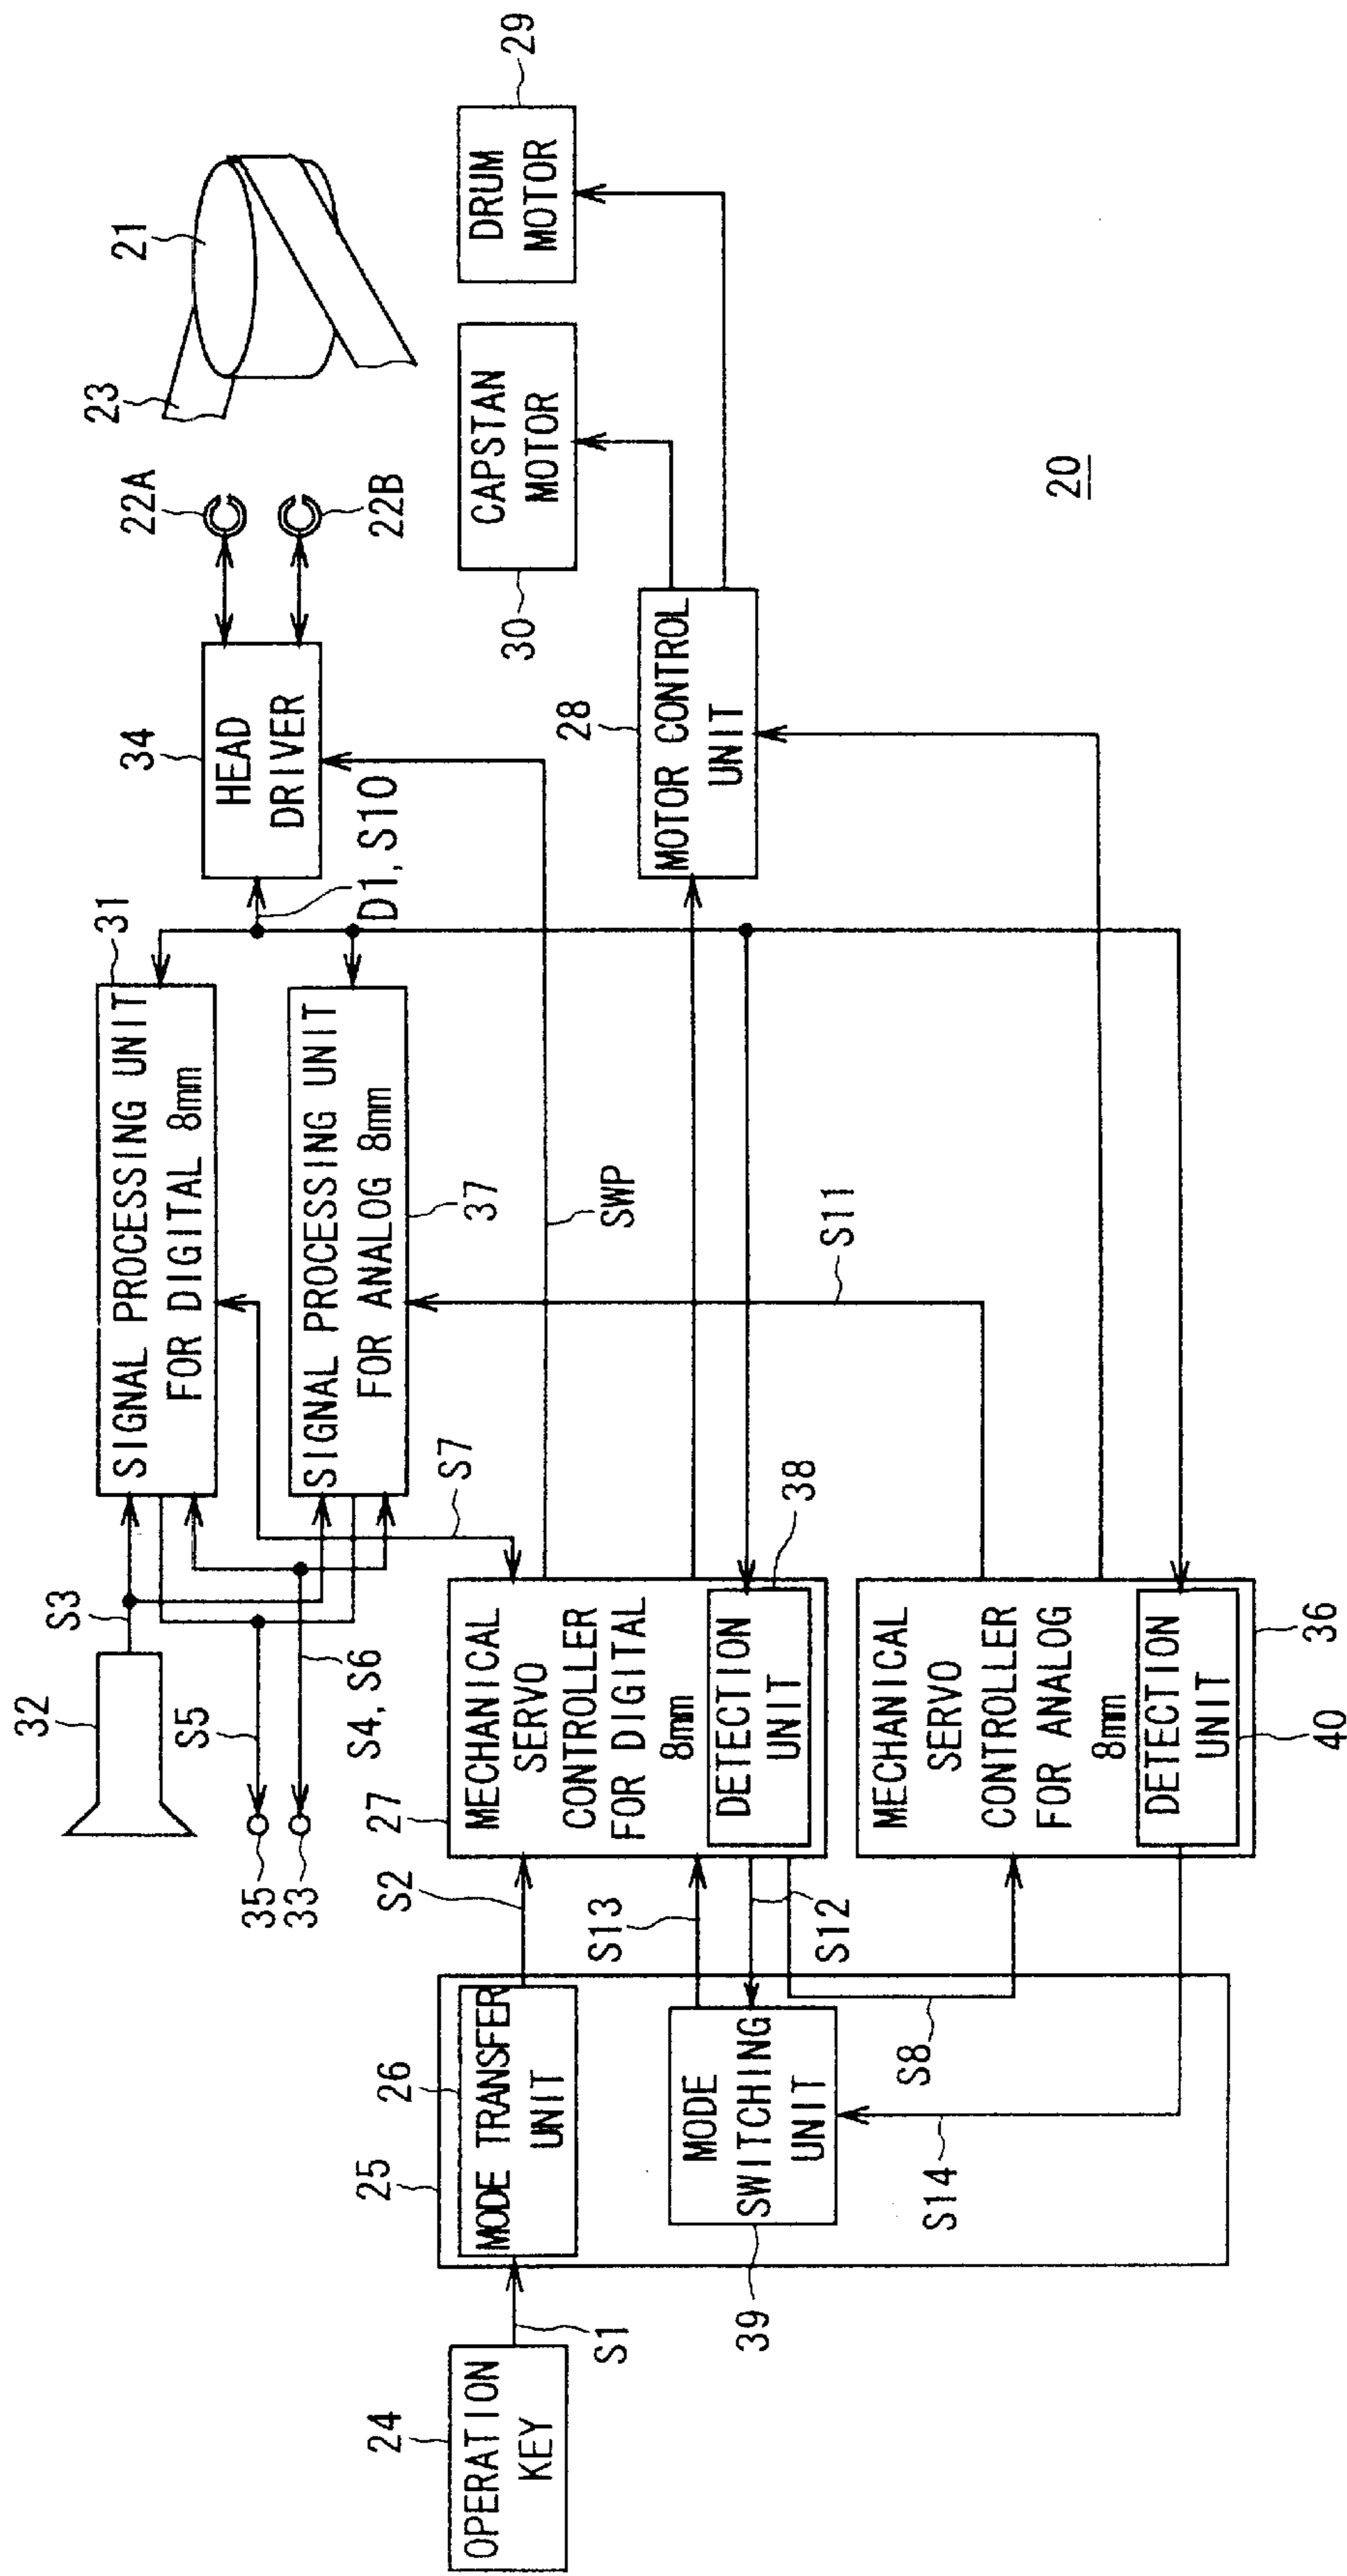 32
S3
SIGNAL PROCESSING UNIT
FOR DIGITAL 8mm
31
35
33
S5
S4, S6
SIGNAL PROCESSING UNIT
FOR ANALOG 8mm
37
S7
34
HEAD
DRIVER
D1, S10
22A
22B
23
21
24
OPERATION
KEY
S1
25
26
MODE TRANSFER
UNIT
S2
27
MECHANICAL
SERVO
CONTROLLER
FOR DIGITAL
8mm
DETECTION
UNIT
38
SWP
28
MOTOR CONTROL
UNIT
30
CAPSTAN
MOTOR
DRUM
MOTOR
29
39
MODE
SWITCHING
UNIT
S13
S12
S8
S14
MECHANICAL
SERVO
CONTROLLER
FOR ANALOG
8mm
DETECTION
UNIT
36
40
S11
20